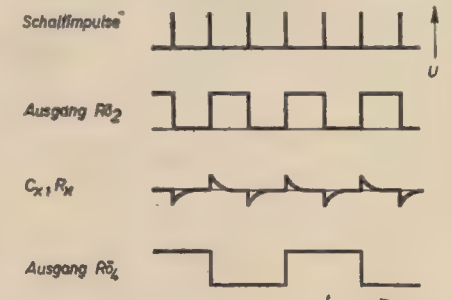 Schaltimpulse
U
Ausgang Rö2
Cx, Rx
Ausgang Rö4